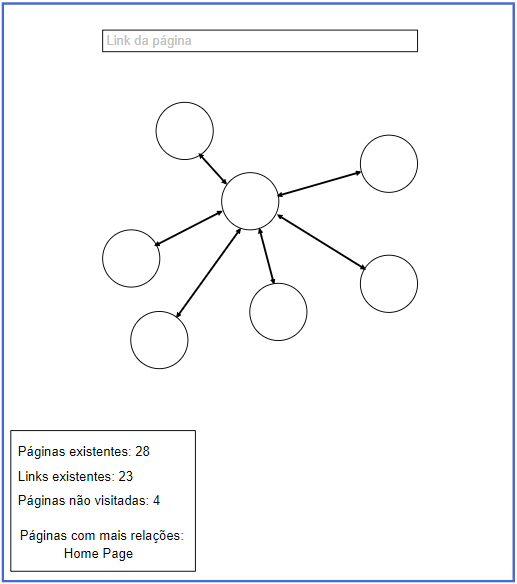 Link da página
Páginas existentes: 28
Links existentes: 23
Páginas não visitadas: 4
Páginas com mais relações:
Home Page